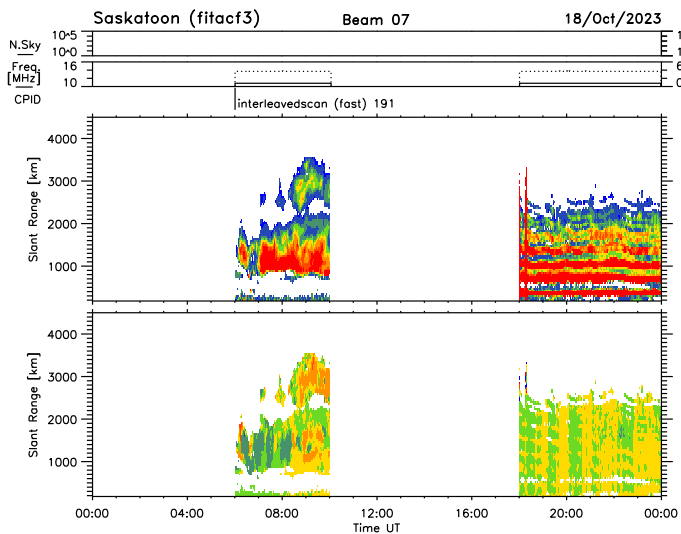 Saskatoon (fitacf3) Beam 07 18/Oct/2023
10^5 1
N.Sky
10^0 1
16 6
Freq.
[MHz]
10 0
CPID interleavedscan (fast) 191
4000
3000
2000
1000
Slant Range [km]
4000
3000
2000
1000
Slant Range [km]
00:00 04:00 08:00 12:00 16:00 20:00 00:00
Time UT